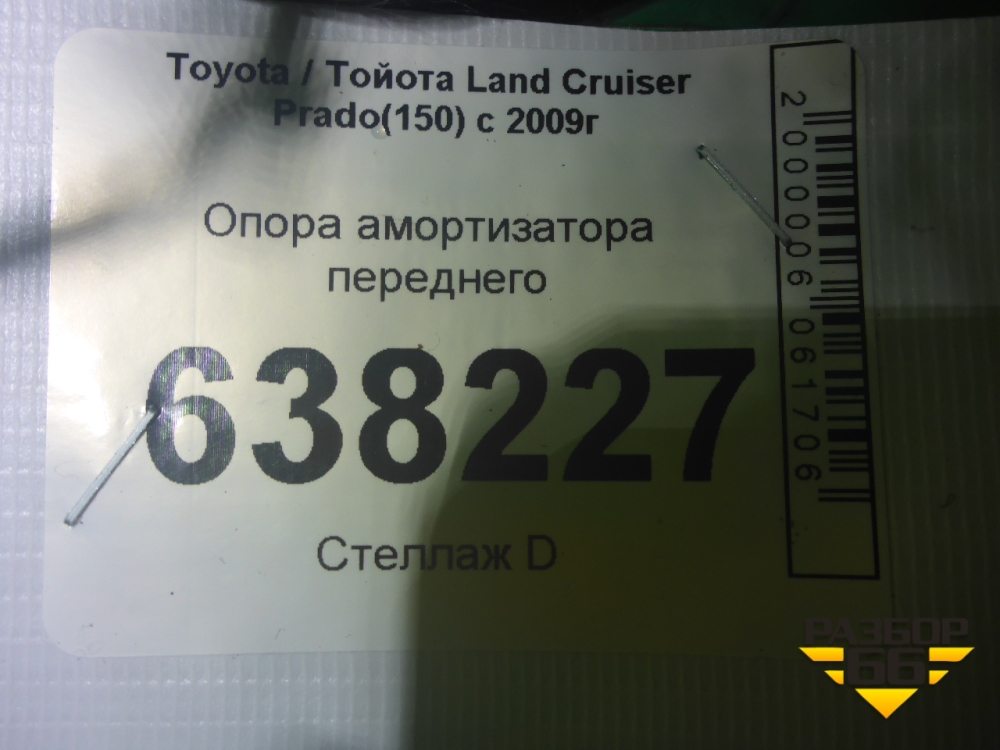 Toyota / Тойота Land Cruiser
Prado(150) с 2009г
Опора амортизатора
переднего
638227
Стеллаж D
2000006061706
РАЗБОР
66